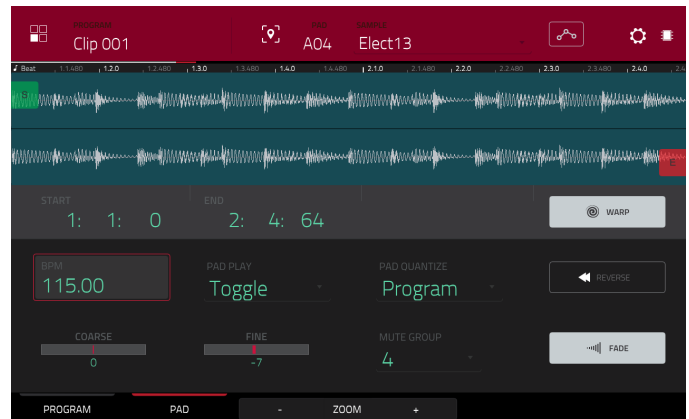 PROGRAM PAD SAMPLE
Clip 001 A04 Elect13
Beat 1.1.480 1.2.0 1.2.480 1.3.0 1.3.480 1.4.0 1.4.480 2.1.0 2.1.480 2.2.0 2.2.480 2.3.0 2.3.480 2.4.0 2.4
S
E
START END
1: 1: 0 2: 4: 64
WARP
BPM PAD PLAY PAD QUANTIZE
115.00 Toggle Program
REVERSE
COARSE FINE MUTE GROUP
0 -7 4
FADE
PROGRAM PAD - ZOOM +